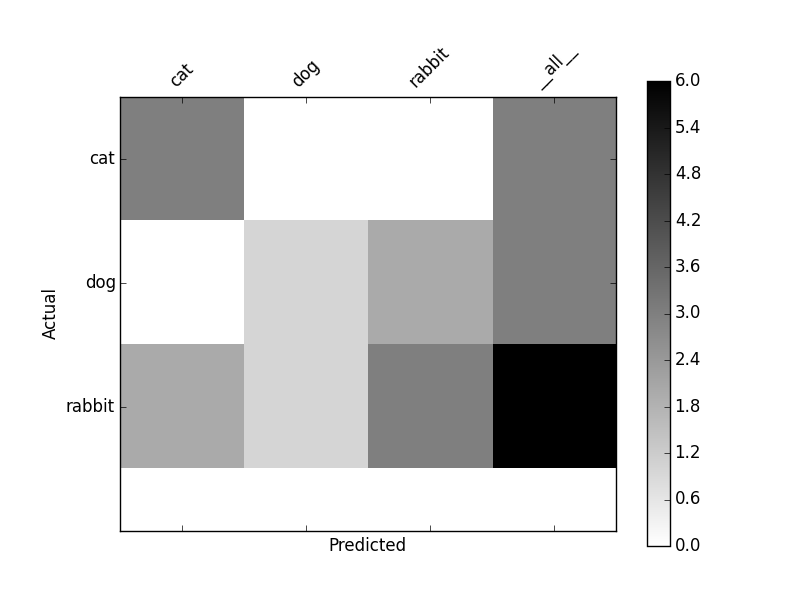 cat
dog
rabbit
__all__
cat
dog
rabbit
Actual
Predicted
6.0
5.4
4.8
4.2
3.6
3.0
2.4
1.8
1.2
0.6
0.0